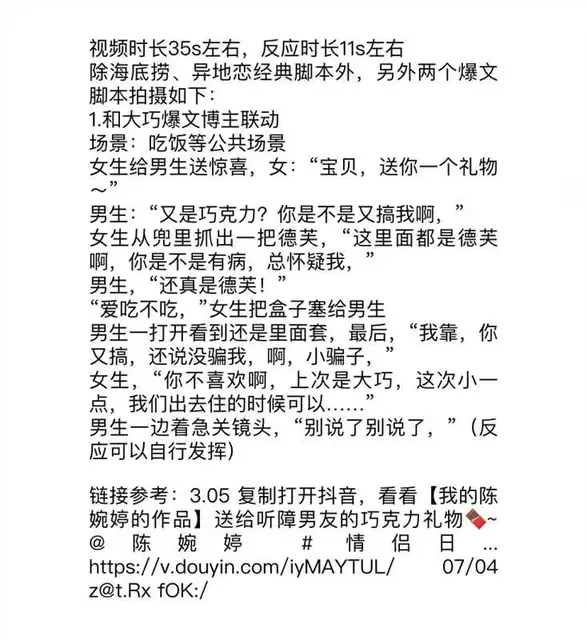 视频时长35s左右，反应时长11s左右
除海底捞、异地恋经典脚本外，另外两个爆文
脚本拍摄如下：
1.和大巧爆文博主联动
场景：吃饭等公共场景
女生给男生送惊喜，女：“宝贝，送你一个礼物
～”
男生：“又是巧克力？你是不是又搞我啊，”
女生从兜里抓出一把德芙，“这里面都是德芙
啊，你是不是有病，总怀疑我，”
男生，“还真是德芙！”
“爱吃不吃，”女生把盒子塞给男生
男生一打开看到还是里面套，最后，“我靠，你
又搞，还说没骗我，啊，小骗子，”
女生，“你不喜欢啊，上次是大巧，这次小一
点，我们出去住的时候可以……”
男生一边着急关镜头，“别说了别说了，”（反
应可以自行发挥）
链接参考：3.05 复制打开抖音，看看【我的陈
婉婷的作品】送给听障男友的巧克力礼物🍫~
@陈婉婷 #情侣日...
https://v.douyin.com/iyMAYTUL/ 07/04
z@t.Rx fOK:/